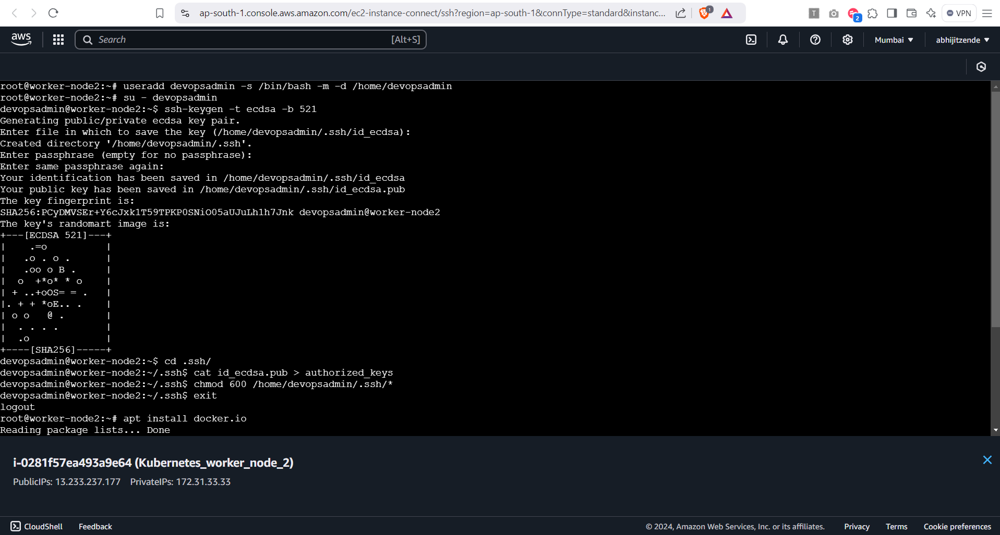 ap-south-1.console.aws.amazon.com/ec2-instance-connect/ssh?region=ap-south-1&connType=standard&instanc...
1
T
2
VPN
aws
Search
[Alt+S]
Mumbai ▼
abhijitzende ▼
root@worker-node2:~# useradd devopsadmin -s /bin/bash -m -d /home/devopsadmin
root@worker-node2:~# su - devopsadmin
devopsadmin@worker-node2:~$ ssh-keygen -t ecdsa -b 521
Generating public/private ecdsa key pair.
Enter file in which to save the key (/home/devopsadmin/.ssh/id_ecdsa):
Created directory '/home/devopsadmin/.ssh'.
Enter passphrase (empty for no passphrase):
Enter same passphrase again:
Your identification has been saved in /home/devopsadmin/.ssh/id_ecdsa
Your public key has been saved in /home/devopsadmin/.ssh/id_ecdsa.pub
The key fingerprint is:
SHA256:PCyDMVSEr+Y6cJxk1T59TPKP0SNiO05aUJuLh1h7Jnk devopsadmin@worker-node2
The key's randomart image is:
+---[ECDSA 521]---+
|    .=o          |
|   .o . o .      |
|   .oo o B .     |
|  o  +*o* * o    |
| + ..+oOS= = .   |
|. + + *oE.. .    |
| o o   @ .       |
|  . . . .        |
|  .o             |
+----[SHA256]-----+
devopsadmin@worker-node2:~$ cd .ssh/
devopsadmin@worker-node2:~/.ssh$ cat id_ecdsa.pub > authorized_keys
devopsadmin@worker-node2:~/.ssh$ chmod 600 /home/devopsadmin/.ssh/*
devopsadmin@worker-node2:~/.ssh$ exit
logout
root@worker-node2:~# apt install docker.io
Reading package lists... Done
i-0281f57ea493a9e64 (Kubernetes_worker_node_2)
PublicIPs: 13.233.237.177 PrivateIPs: 172.31.33.33
CloudShell
Feedback
© 2024, Amazon Web Services, Inc. or its affiliates.
Privacy
Terms
Cookie preferences